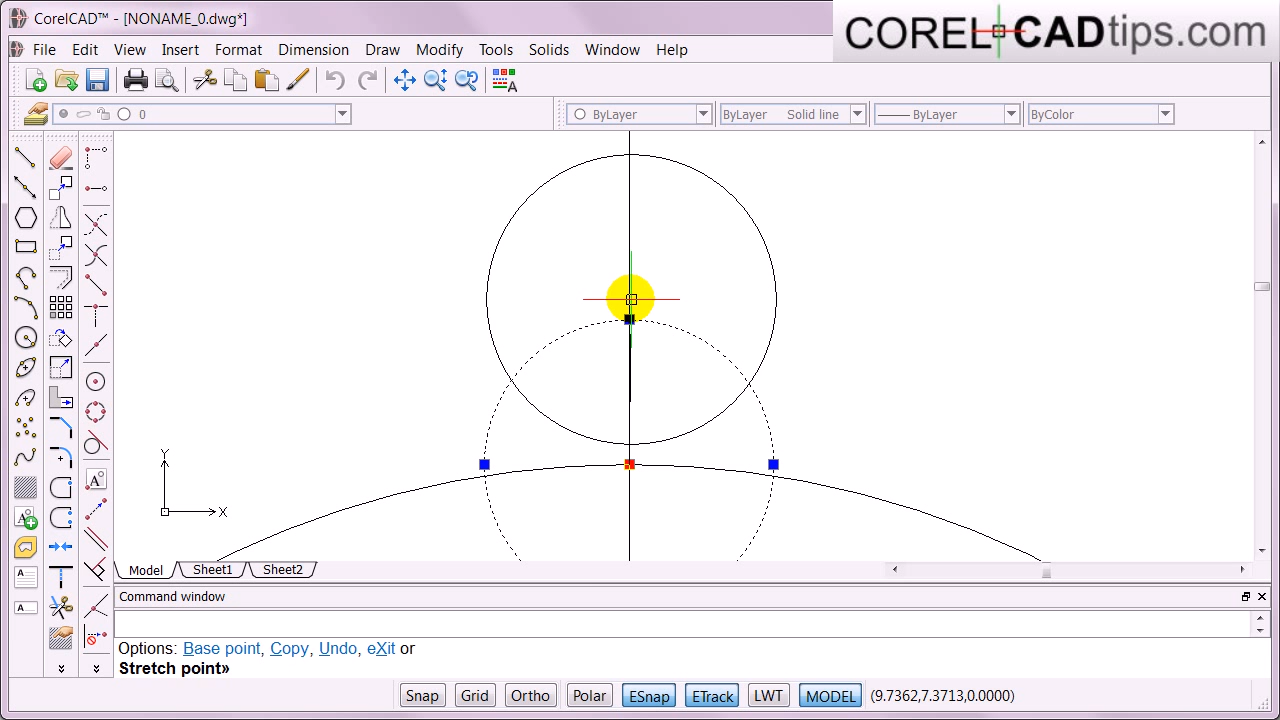 CorelCAD™ - [NONAME_0.dwg*]
COREL CADtips.com
File Edit View Insert Format Dimension Draw Modify Tools Solids Window Help
A
0 ByLayer ByLayer Solid line ByLayer ByColor
A
Y
X
A
A
A
Model Sheet1 Sheet2
Command window
Options: Base point, Copy, Undo, eXit or
Stretch point»
Snap Grid Ortho Polar ESnap ETrack LWT MODEL (9.7362,7.3713,0.0000)